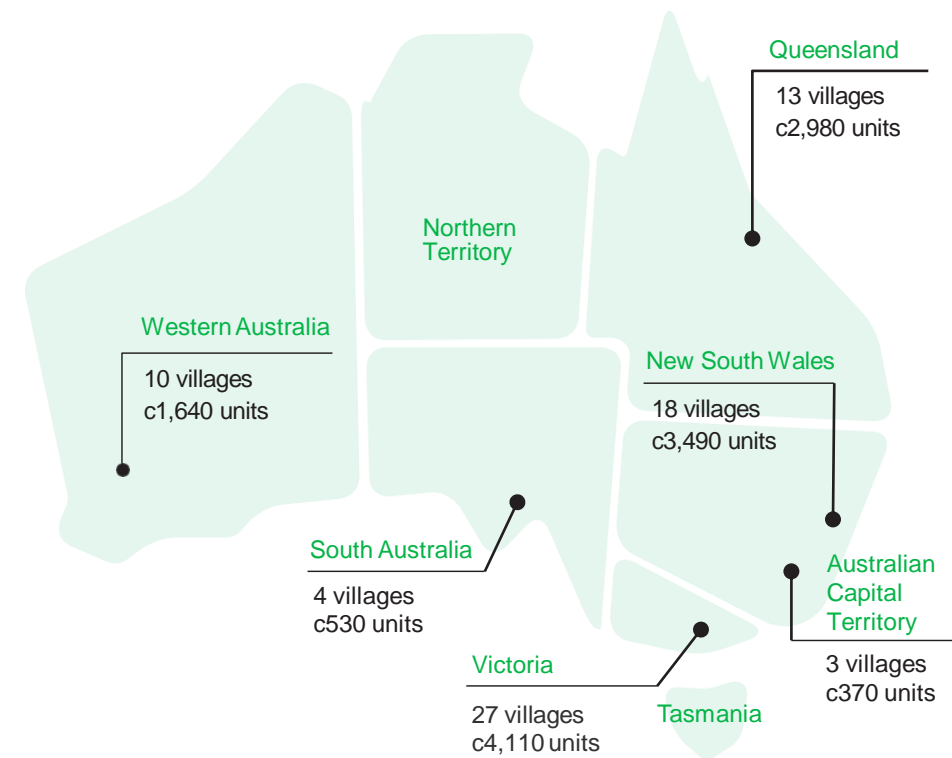 Queensland
13 villages
c2,980 units
Northern
Territory
Western Australia
10 villages
c1,640 units
New South Wales
18 villages
c3,490 units
South Australia
4 villages
c530 units
Australian
Capital
Territory
3 villages
c370 units
Victoria
27 villages
c4,110 units
Tasmania